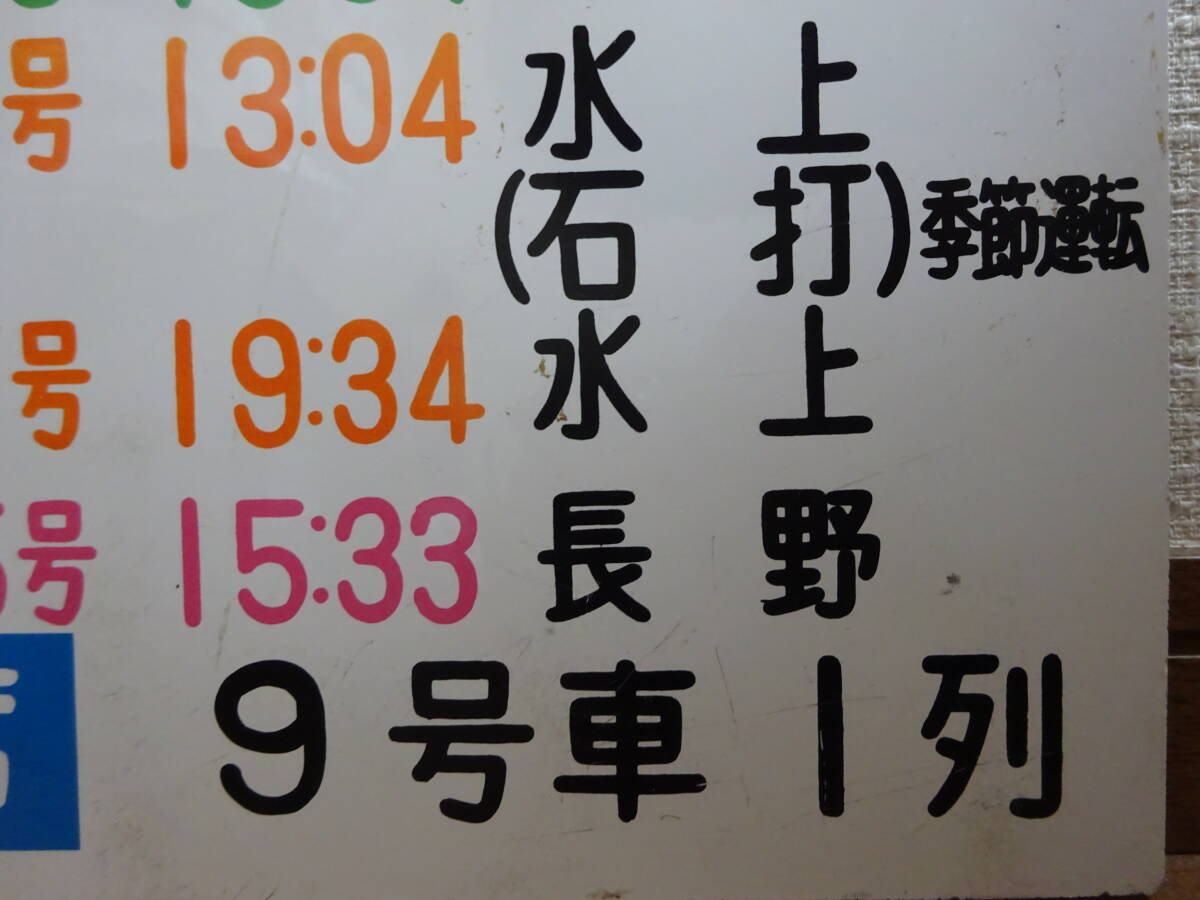 号 13:04 水上
(石打)季節運転
号 19:34 水上
号 15:33 長野
9号車1列